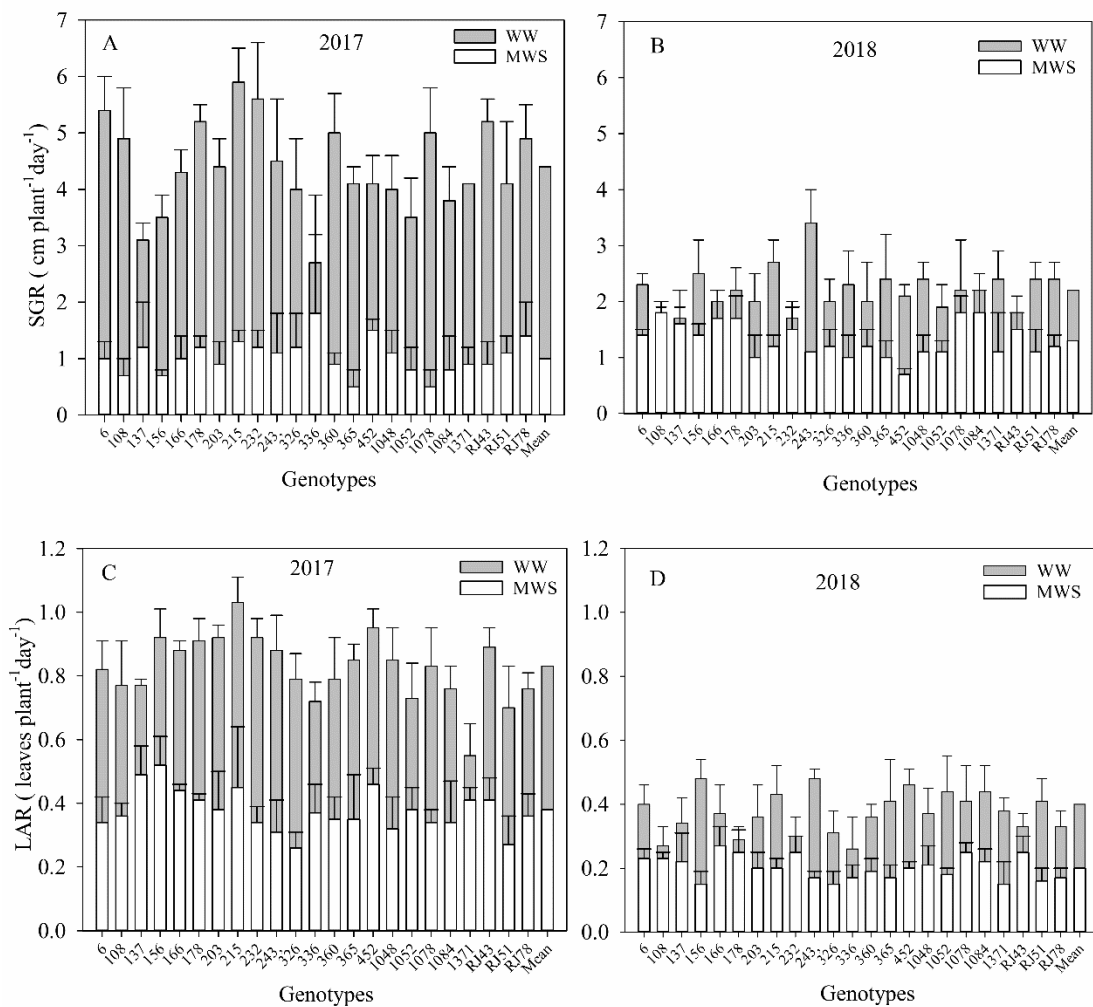 A
2017
WW
MWS
SGR ( cm plant-1 day-1)
7
6
5
4
3
2
1
0
6 108 137 156 166 178 203 215 232 243. 326 336 360 365 452 1048 1052 1078 1084 1371 RJ43 RJ51 RJ78 Mean
Genotypes
B
2018
WW
MWS
7
6
5
4
3
2
1
0
6 108 137 156 166 178 203 215 232 243. 326 336 360 365 452 1048 1052 1078 1084 1371 RJ43 RJ51 RJ78 Mean
Genotypes
C
2017
WW
MWS
LAR ( leaves plant-1day-1)
1.2
1.0
0.8
0.6
0.4
0.2
0.0
6 108 137 156 166 178 203 215 232 243. 326 336 360 365 452 1048 1052 1078 1084 1371 RJ43 RJ51 RJ78 Mean
Genotypes
D
2018
WW
MWS
1.2
1.0
0.8
0.6
0.4
0.2
0.0
6 108 137 156 166 178 203 215 232 243. 326 336 360 365 452 1048 1052 1078 1084 1371 RJ43 RJ51 RJ78 Mean
Genotypes